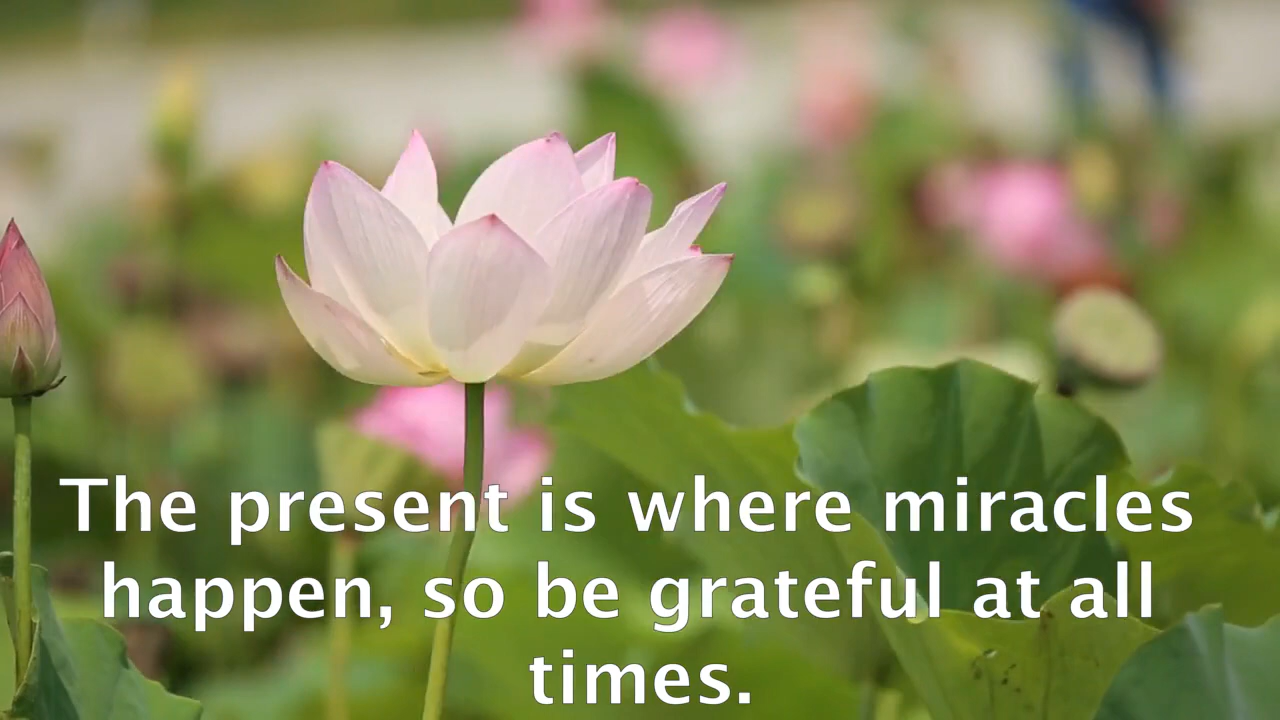 The present is where miracles
happen, so be grateful at all
times.